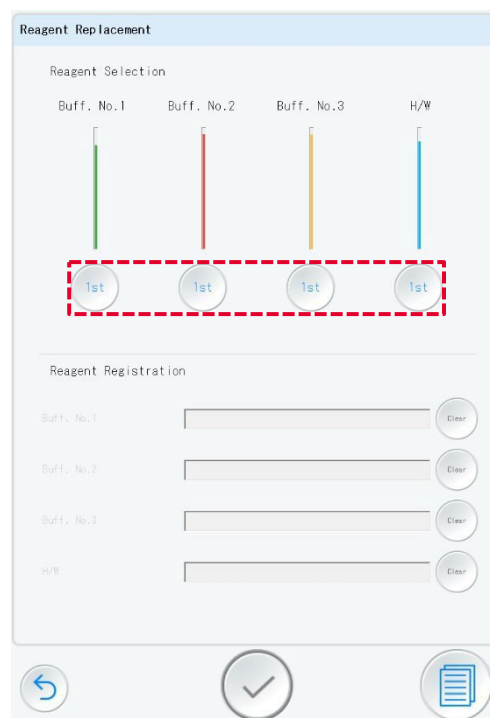 Reagent Replacement
Reagent Selection
Buff. No.1 Buff. No.2 Buff. No.3 H/W
1st 1st 1st 1st
Reagent Registration
Buff. No.1 Clear
Buff. No.2 Clear
Buff. No.3 Clear
H/W Clear